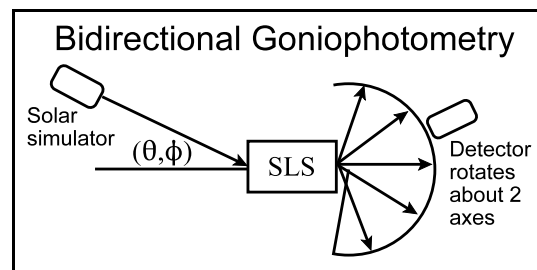 Bidirectional Goniophotometry
Solar
simulator
(θ,ϕ)
SLS
Detector
rotates
about 2
axes